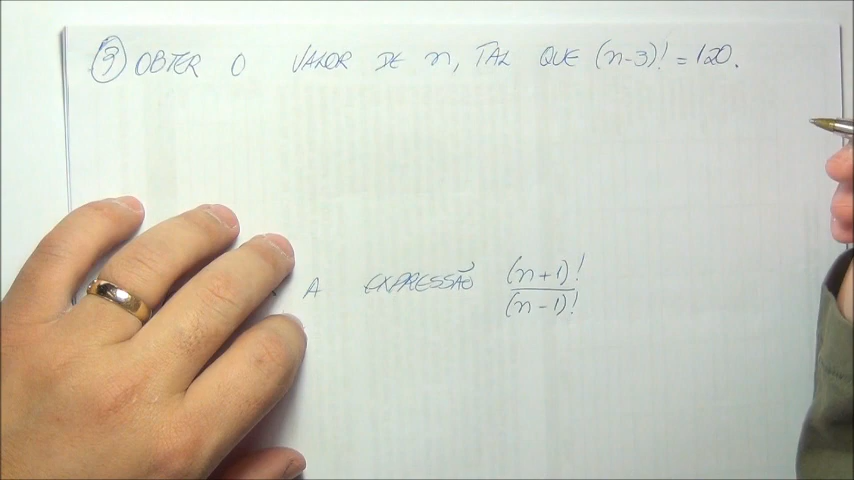 3 OBTER O VALOR DE n, TAL QUE (n-3)! = 120.
A EXPRESSÃO (n+1)!
(n-1)!